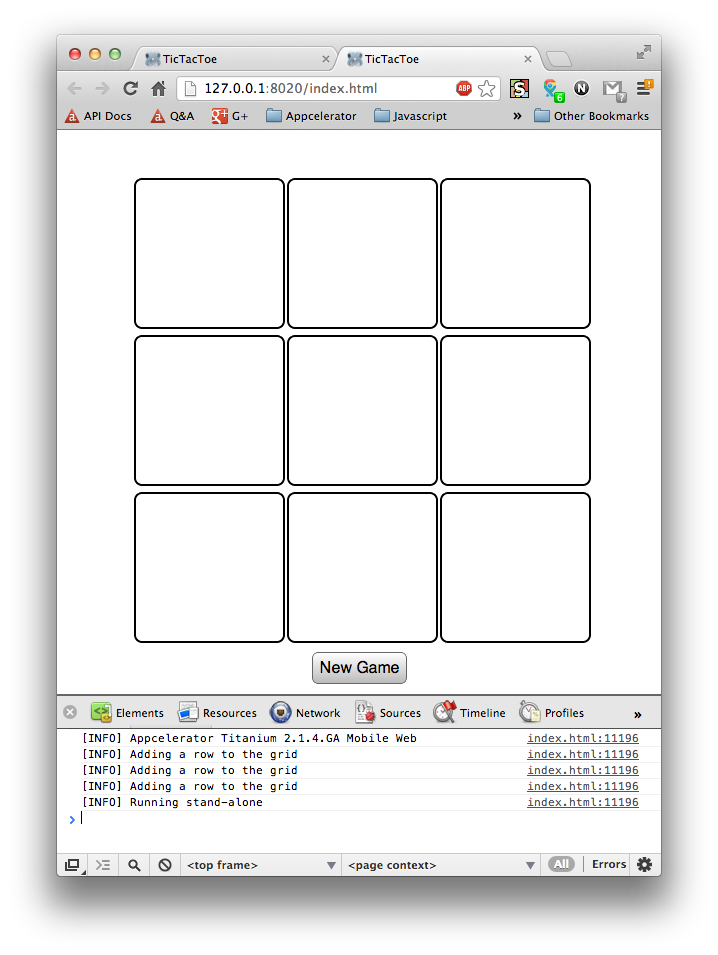 TicTacToe TicTacToe
127.0.0.1:8020/index.html ABP S 6 N ?
API Docs Q&A G+ Appcelerator Javascript » Other Bookmarks
New Game
Elements Resources Network Sources Timeline Profiles »
[INFO] Appcelerator Titanium 2.1.4.GA Mobile Web index.html:11196
[INFO] Adding a row to the grid index.html:11196
[INFO] Adding a row to the grid index.html:11196
[INFO] Adding a row to the grid index.html:11196
[INFO] Running stand-alone index.html:11196
>
<top frame> <page context> All Errors